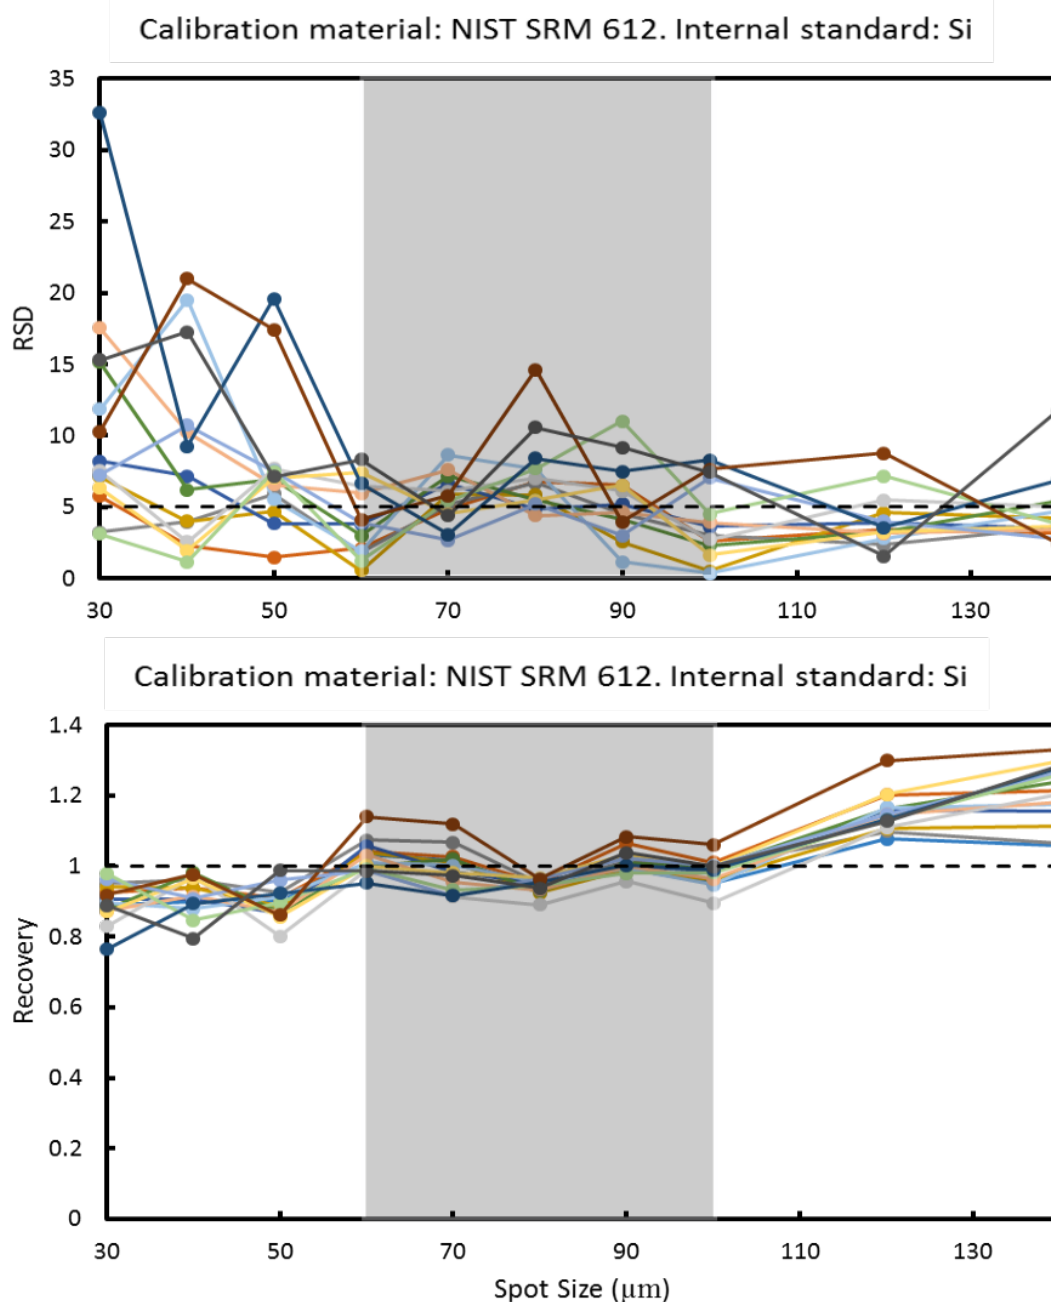 Calibration material: NIST SRM 612. Internal standard: Si
35
30
25
20
15
10
5
0
RSD
30 50 70 90 110 130
Calibration material: NIST SRM 612. Internal standard: Si
1.4
1.2
1
0.8
0.6
0.4
0.2
0
Recovery
30 50 70 90 110 130
Spot Size (μm)